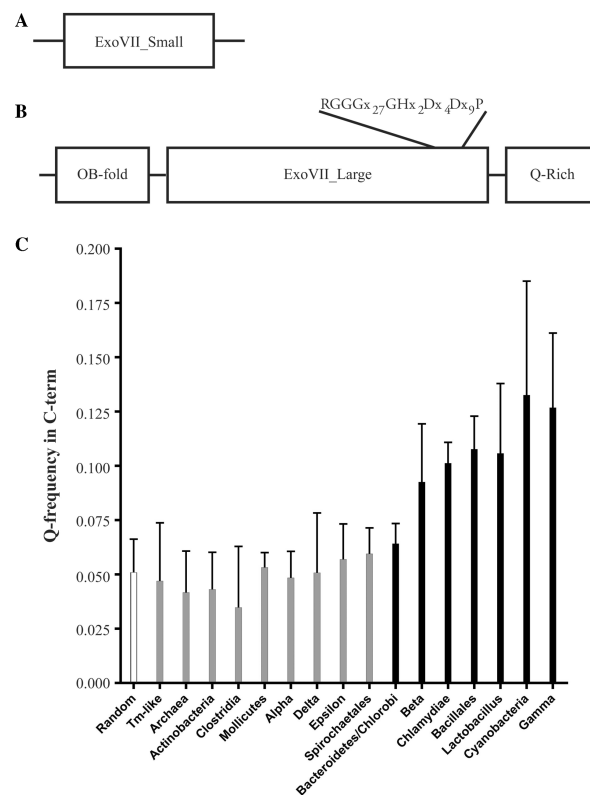 A
ExoVII_Small
B
RGGGx27GHx2Dx4Dx9P
OB-fold
ExoVII_Large
Q-Rich
C
Q-frequency in C-term
0.200
0.175
0.150
0.125
0.100
0.075
0.050
0.025
0.000
Random
Tm-like
Archaea
Actinobacteria
Clostridia
Mollicutes
Alpha
Delta
Epsilon
Spirochaetales
Bacteroidetes/Chlorobi
Beta
Chlamydiae
Bacillales
Lactobacillus
Cyanobacteria
Gamma